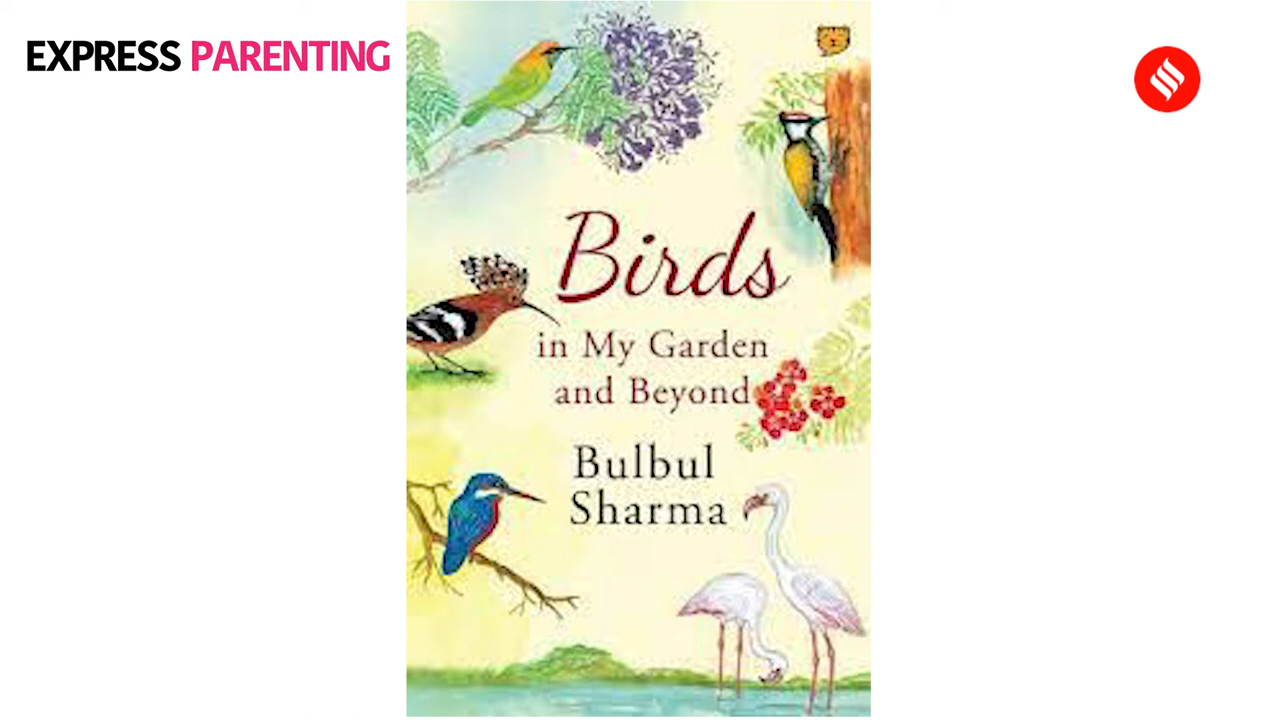 EXPRESS PARENTING
Birds
in My Garden
and Beyond
Bulbul
Sharma